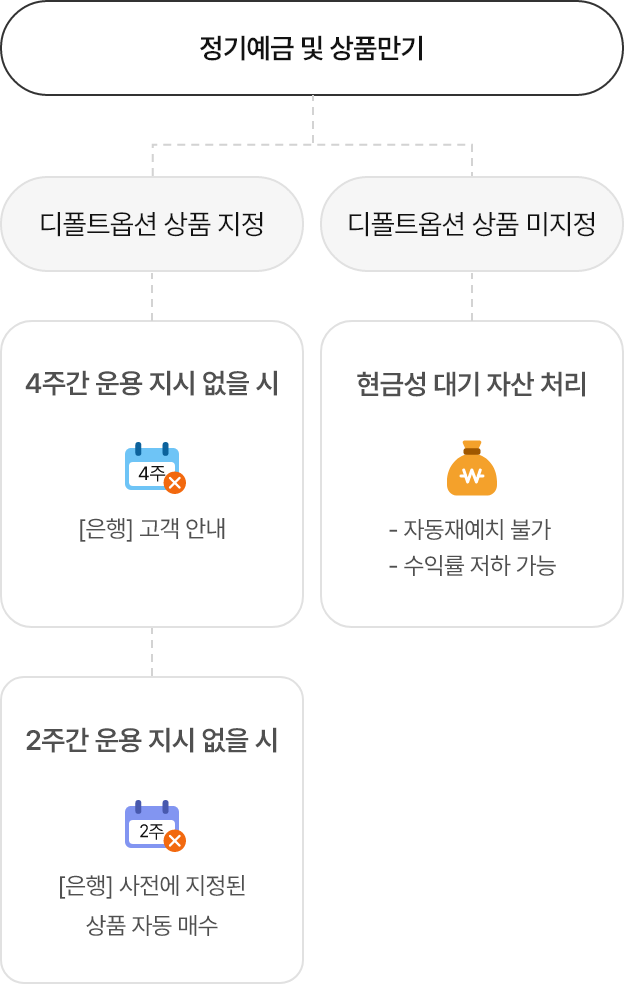 정기예금 및 상품만기
디폴트옵션 상품 지정
디폴트옵션 상품 미지정
4주간 운용 지시 없을 시
4주
[은행] 고객 안내
현금성 대기 자산 처리
₩
- 자동재예치 불가
- 수익률 저하 가능
2주간 운용 지시 없을 시
2주
[은행] 사전에 지정된
상품 자동 매수